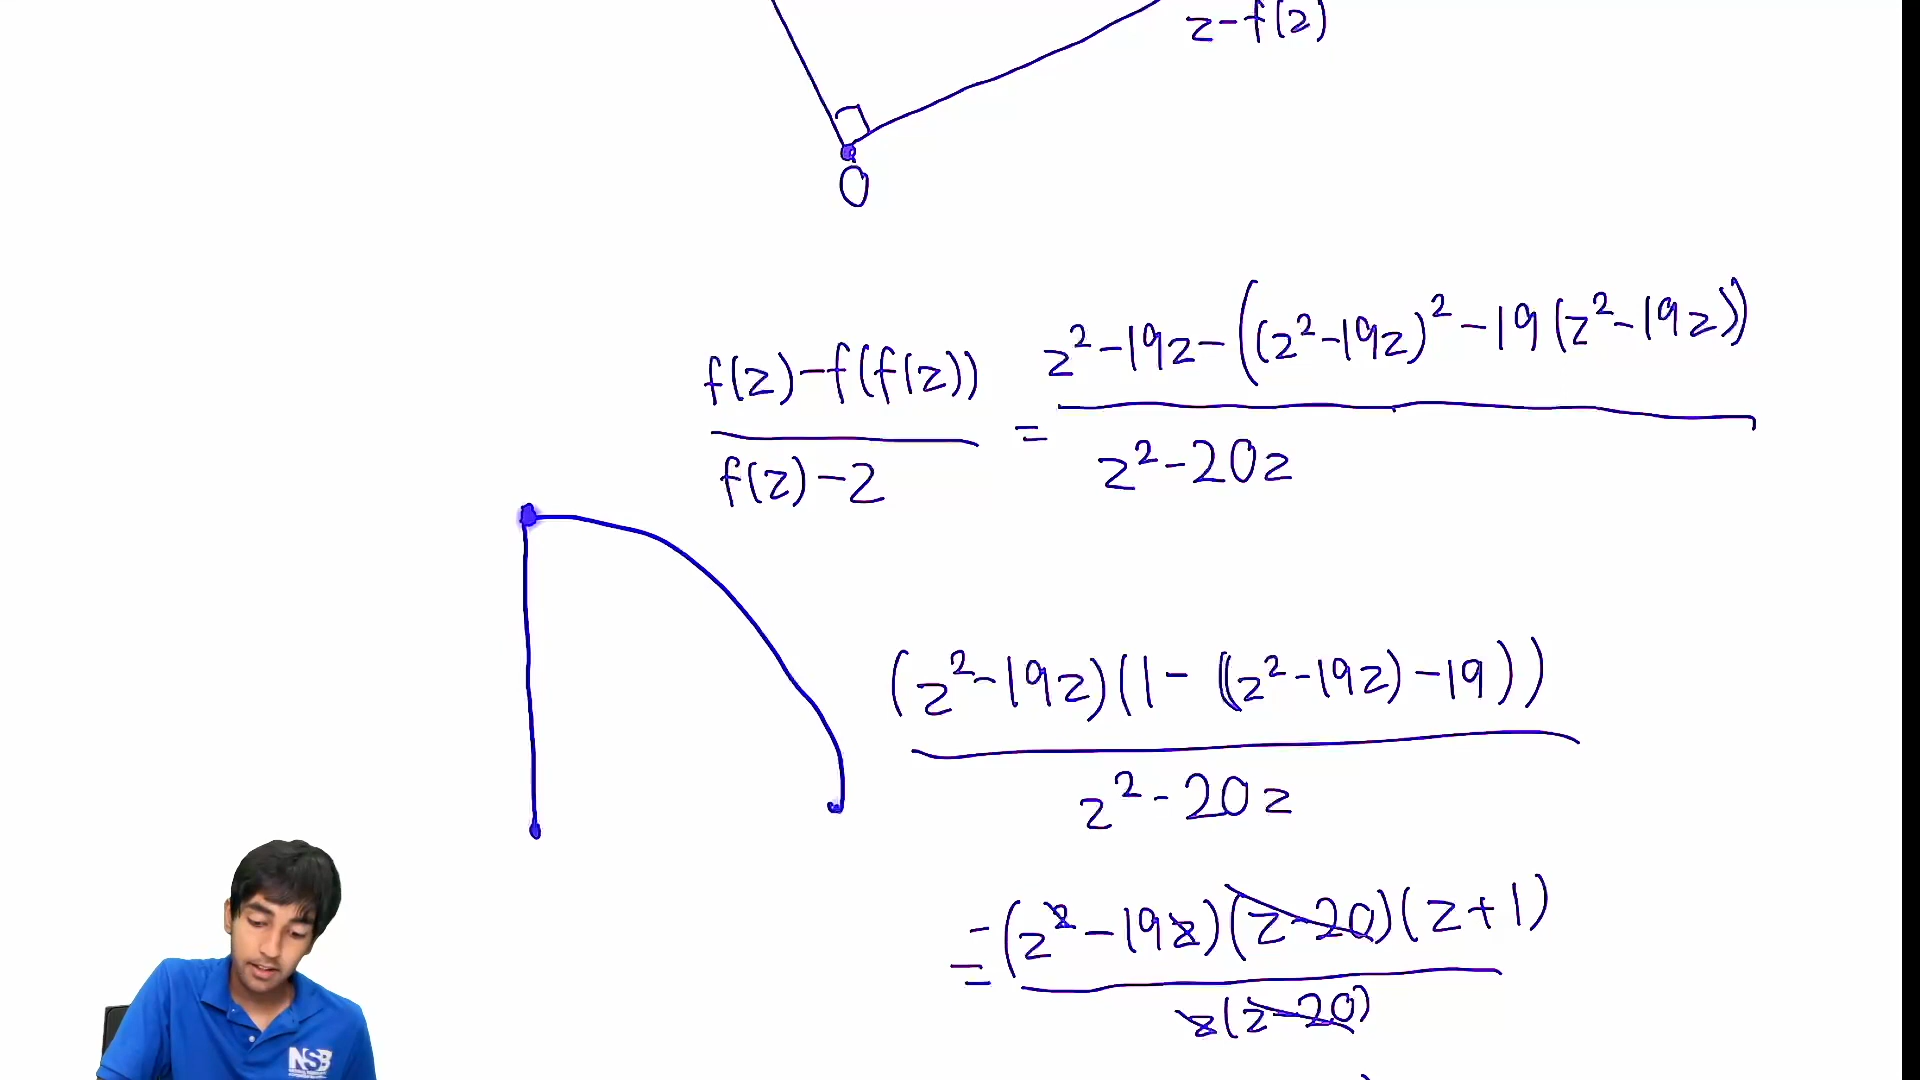 z-f(z)
0
f(z)-f(f(z)) / f(z)-z = z²-19z-((z²-19z)²-19(z²-19z)) / z²-20z
(z²-19z)(1-((z²-19z)-19)) / z²-20z
= -(z²-19z)(z-20)(z+1) / z(z-20)
NSB